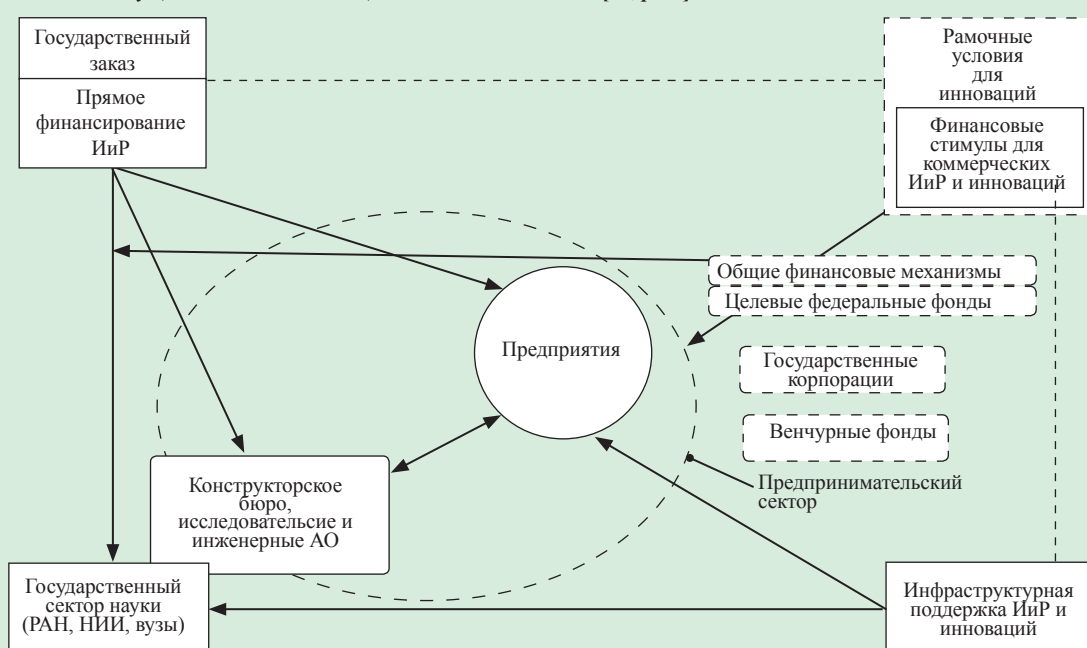 Государственный
заказ
Прямое
финансирование
ИиР
Рамочные
условия
для
инноваций
Финансовые
стимулы для
коммерческих
ИиР и инноваций
Общие финансовые механизмы
Целевые федеральные фонды
Предприятия
Государственные
корпорации
Венчурные фонды
Предпринимательский
сектор
Конструкторское
бюро,
исследовательсие и
инженерные АО
Государственный
сектор науки
(РАН, НИИ, вузы)
Инфраструктурная
поддержка ИиР и
инноваций